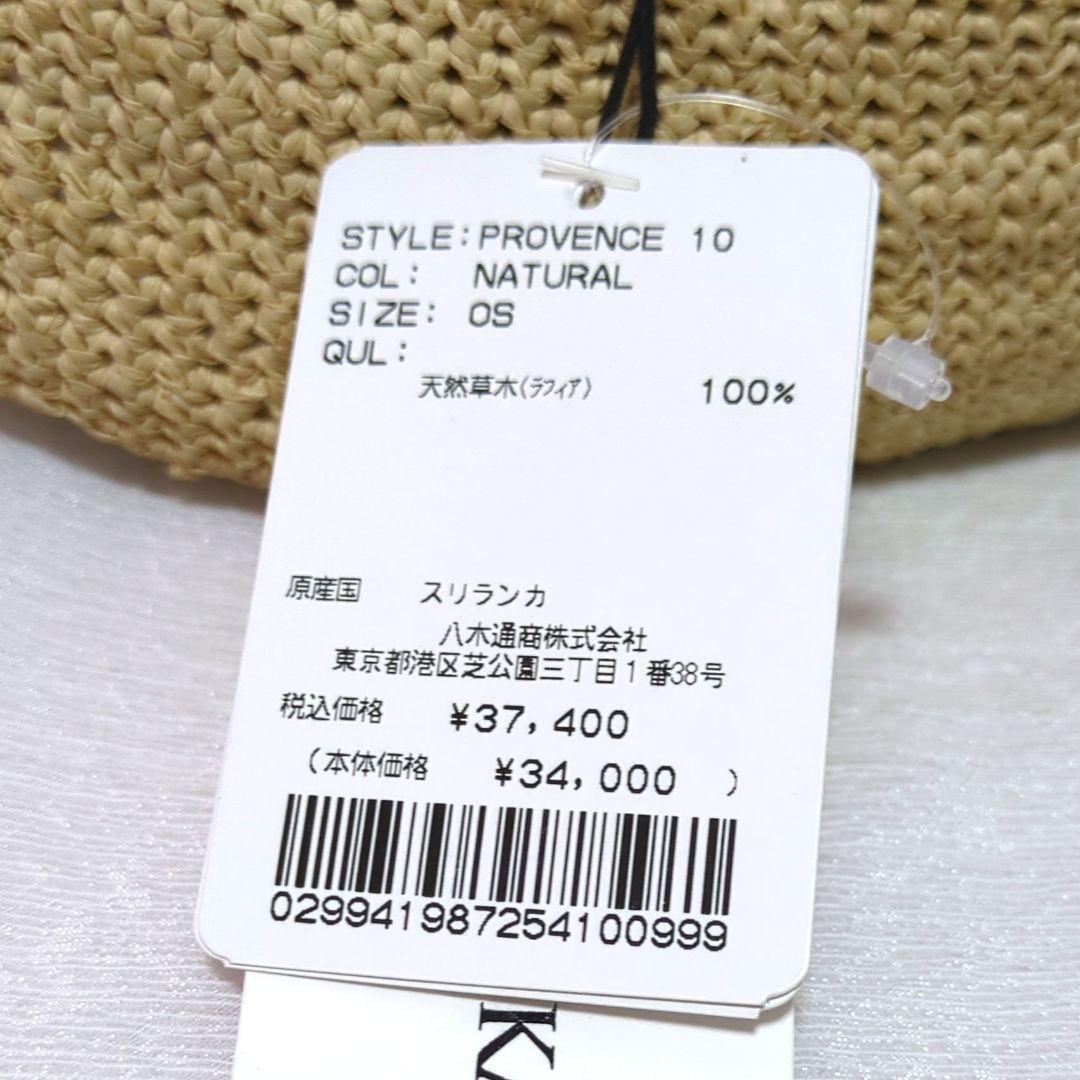 STYLE:PROVENCE 10
COL: NATURAL
SIZE: OS
QUL:
天然草木(ラフィア) 100%
原産国 スリランカ
八木通商株式会社
東京都港区芝公園三丁目1番38号
税込価格 ¥37,400
(本体価格 ¥34,000 )
029941987254100999